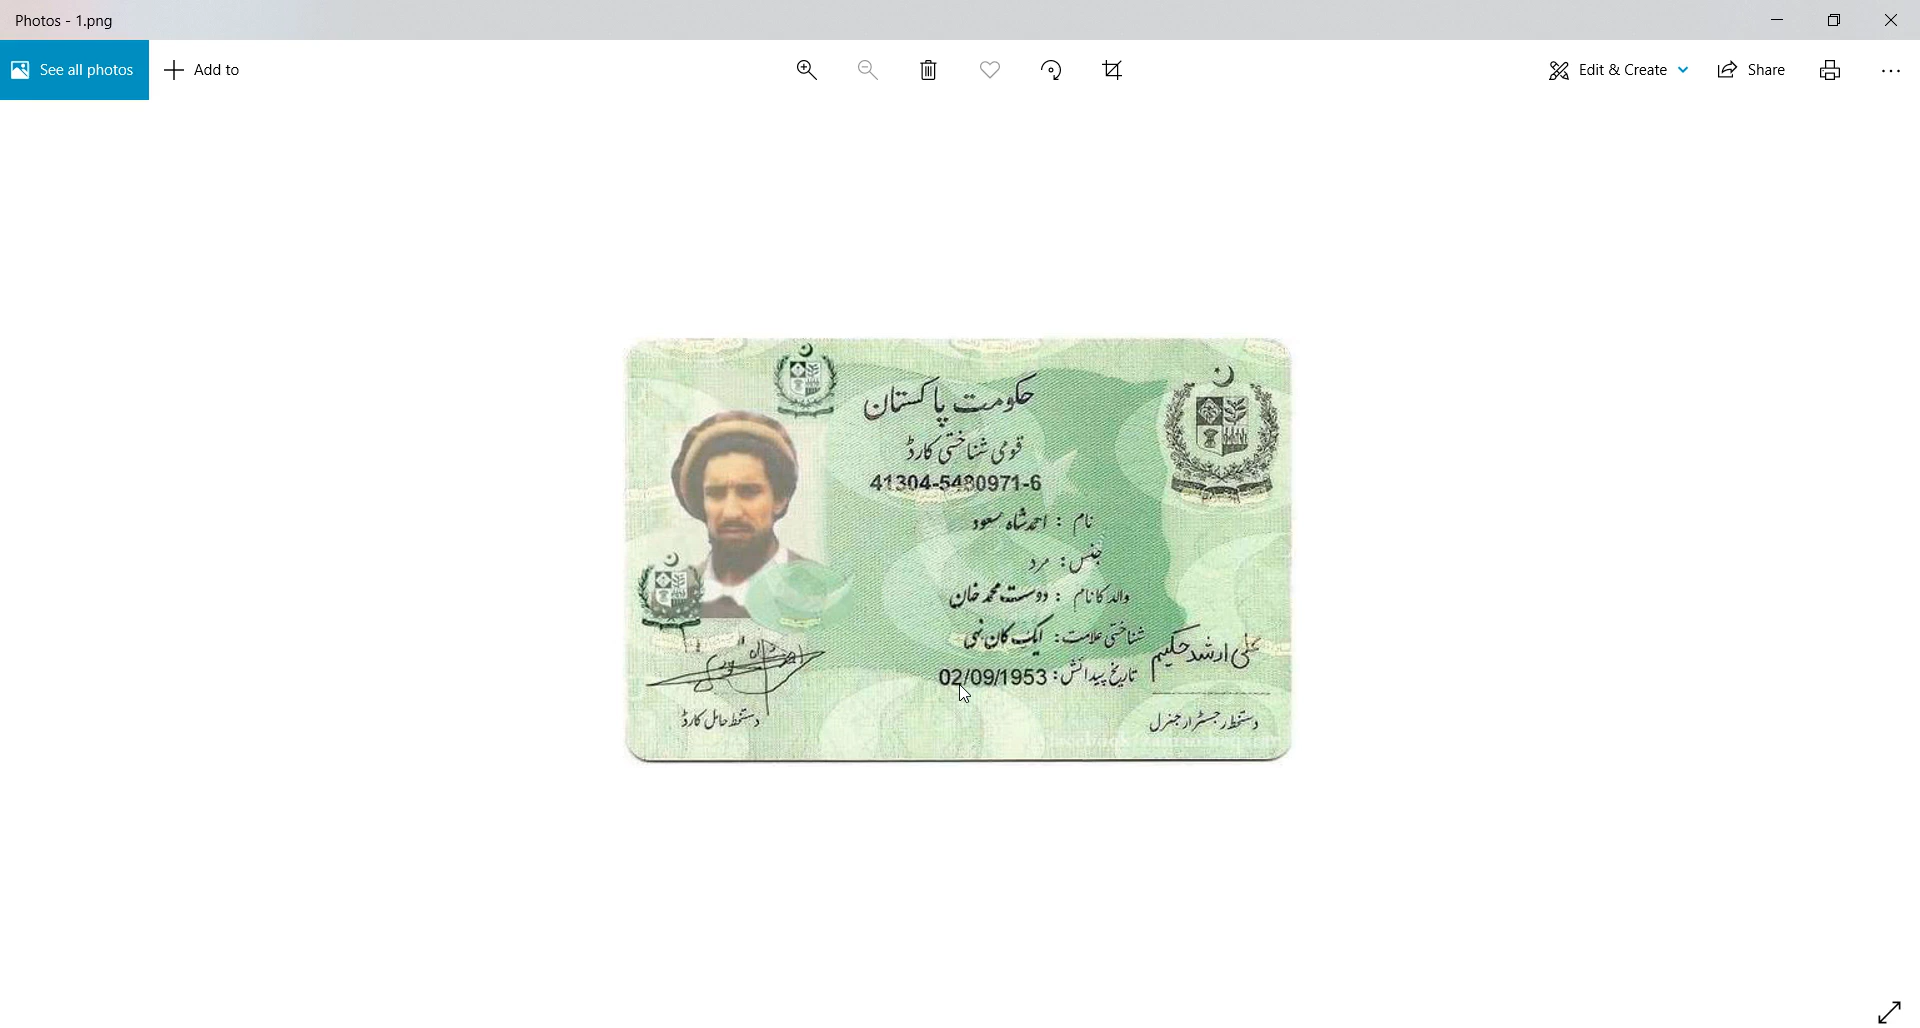 Photos - 1.png
See all photos
Add to
Edit & Create
Share
حکومت پاکستان
قومی شناختی کارڈ
41304-5480971-6
نام : احمد شاہ مسعود
جنس: مرد
والد کا نام : دوست محمد خان
شناختی علامت: ایک کان نہی
تاریخ پیدائش: 02/09/1953
علی ارشد حکیم
دستخط حامل کارڈ
دستخط رجسٹرار جنرل